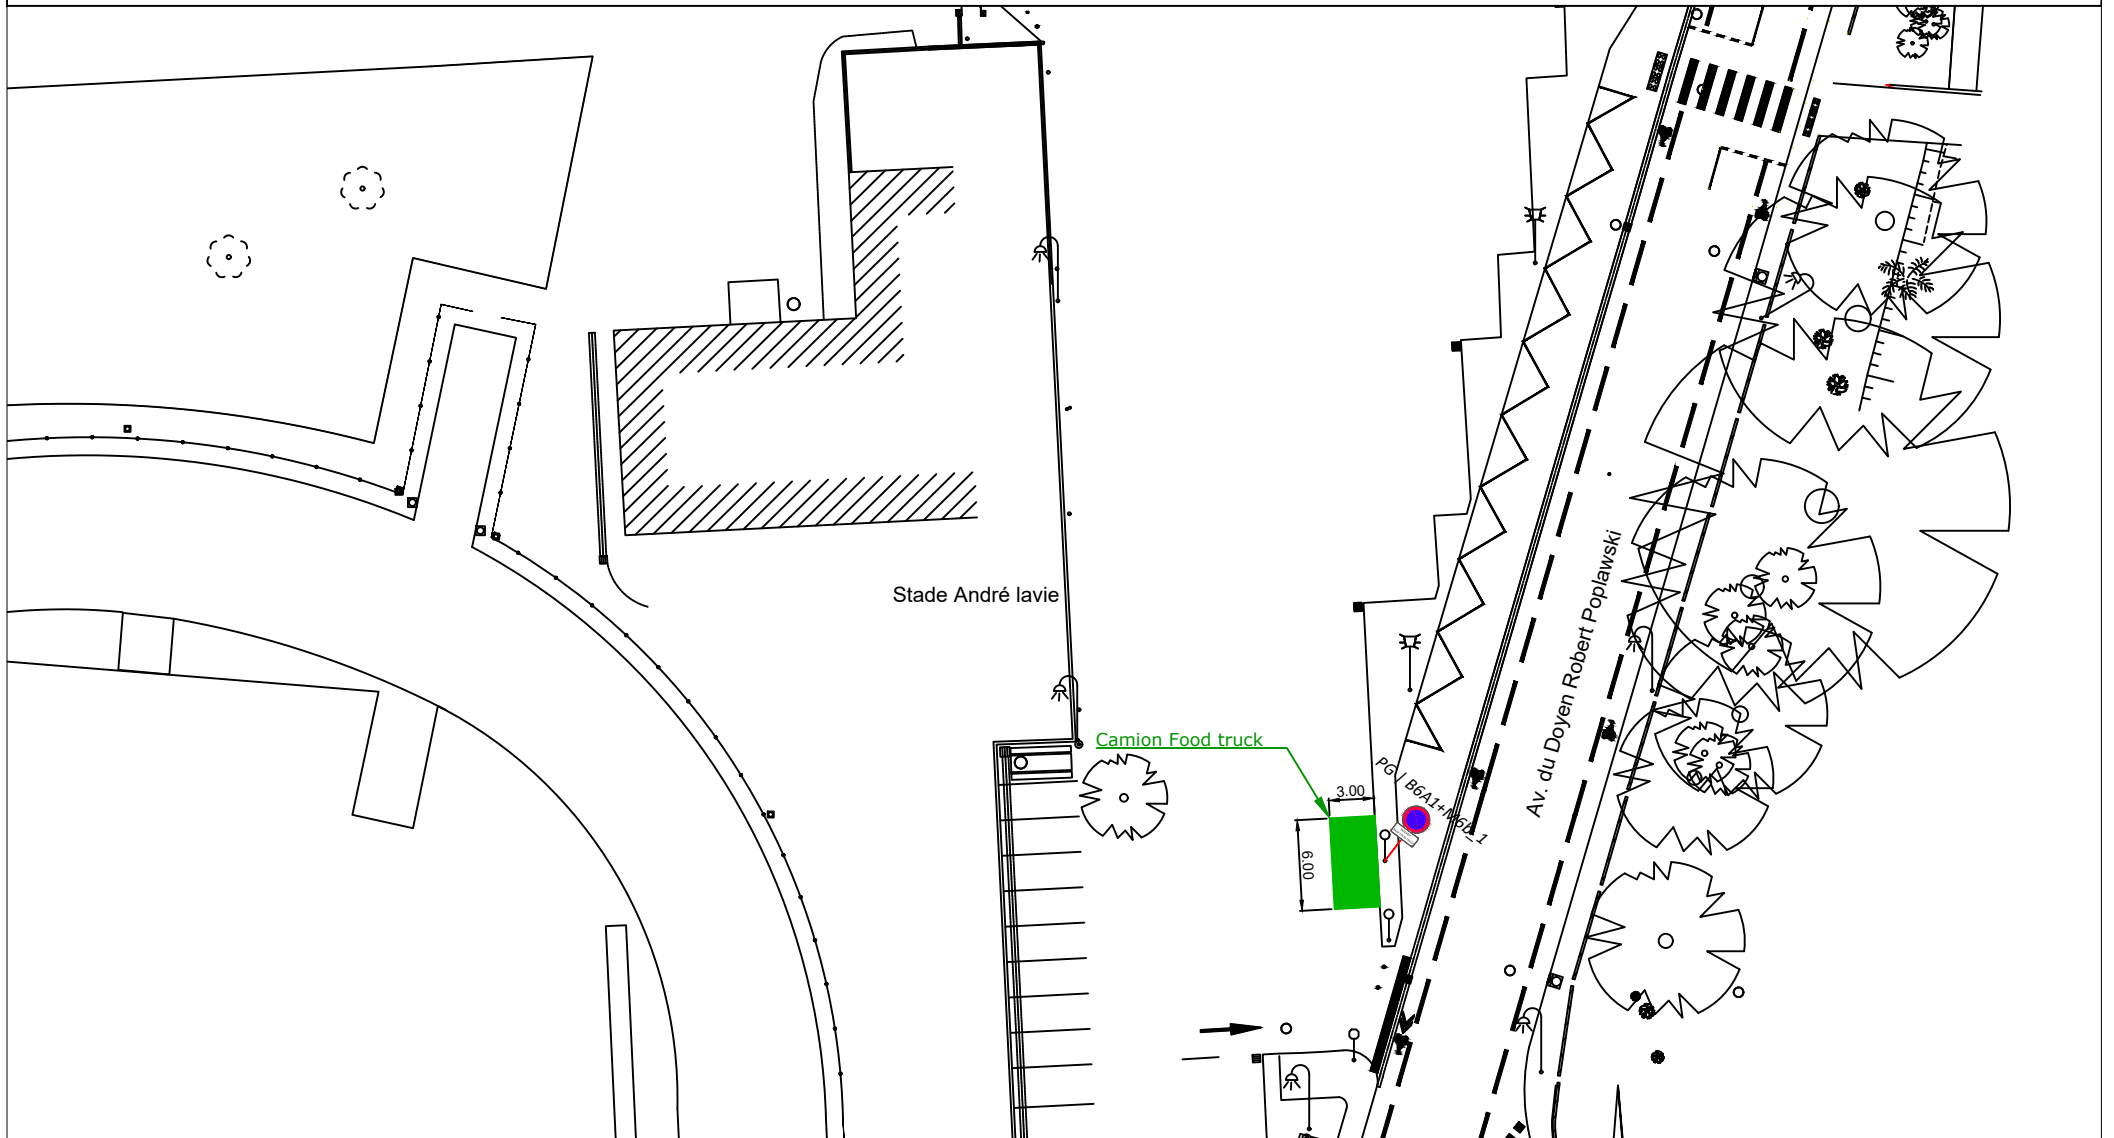 Stade André lavie
Av. du Doyen Robert Poplawski
Camion Food truck
PG | B6A1+M6b_1
3.00
6.00